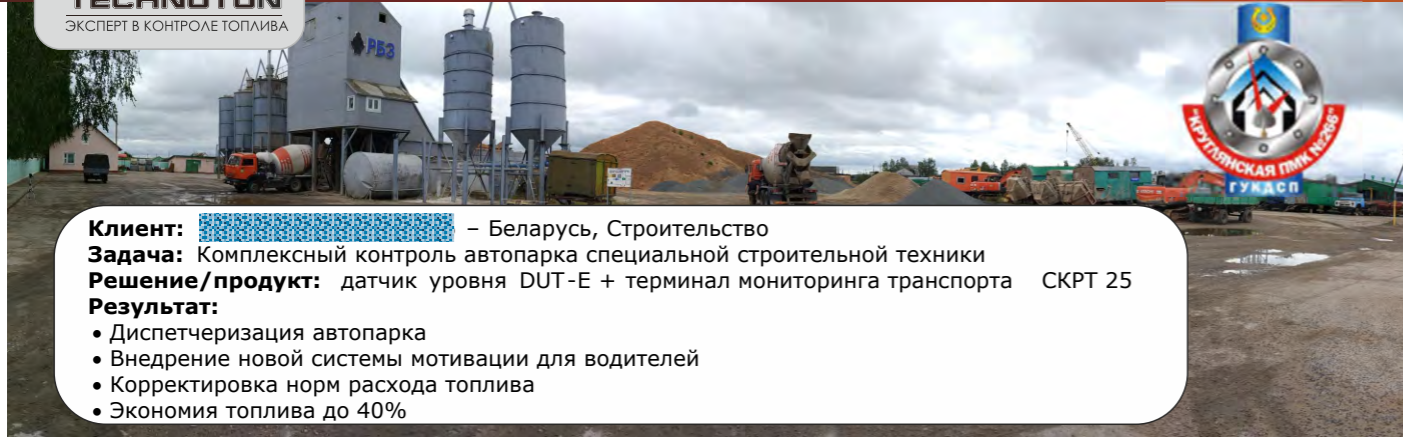 TECHNOTON
ЭКСПЕРТ В КОНТРОЛЕ ТОПЛИВА
РБЗ
"КРУГЛЯНСКАЯ ПМК №266"
ГУКДСП
Клиент: – Беларусь, Строительство
Задача: Комплексный контроль автопарка специальной строительной техники
Решение/продукт: датчик уровня DUT-E + терминал мониторинга транспорта СКРТ 25
Результат:
• Диспетчеризация автопарка
• Внедрение новой системы мотивации для водителей
• Корректировка норм расхода топлива
• Экономия топлива до 40%